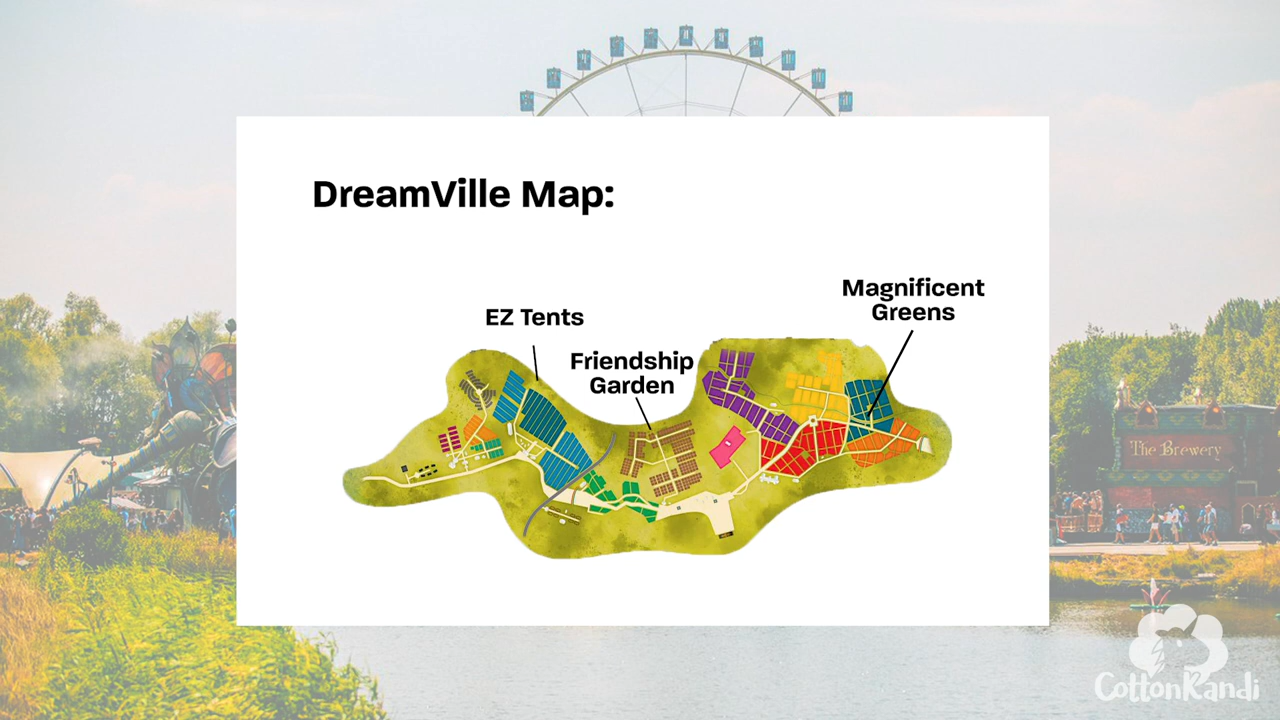 DreamVille Map:
Magnificent
Greens
EZ Tents
Friendship
Garden
The Brewery
CottonKandi